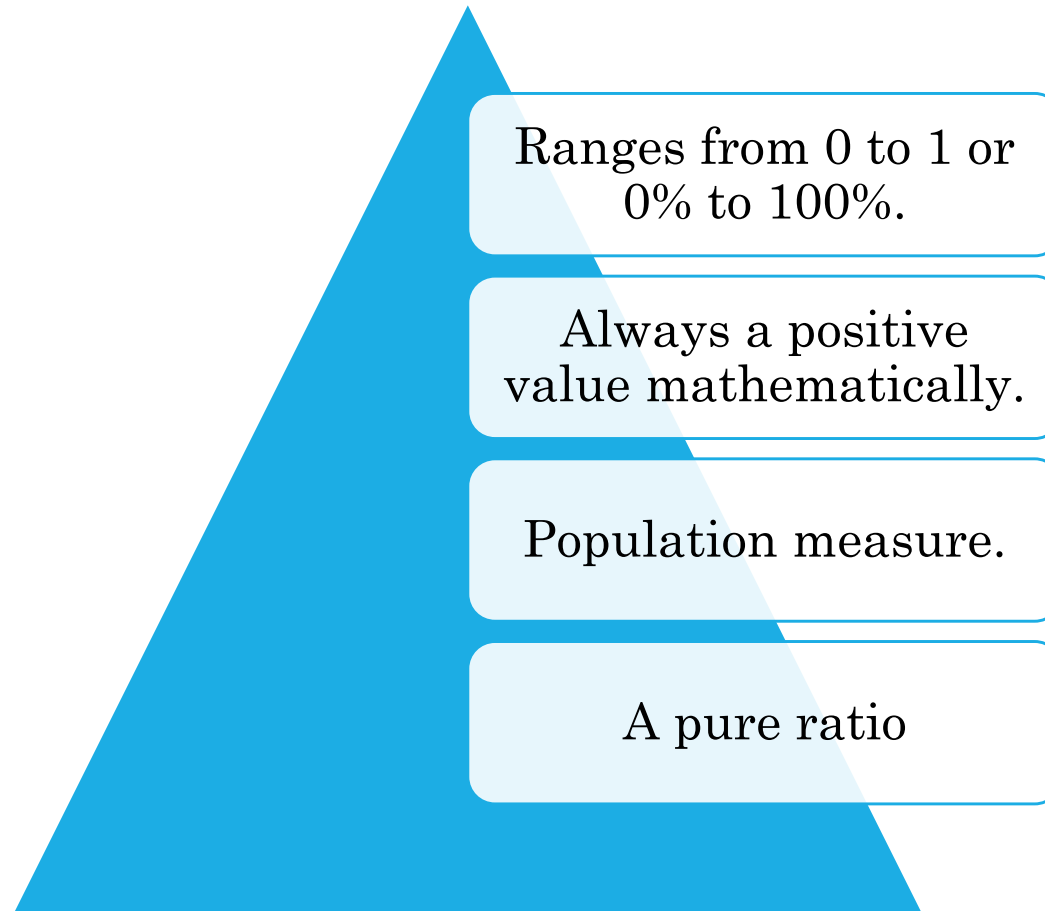 Ranges from 0 to 1 or
0% to 100%.
Always a positive
value mathematically.
Population measure.
A pure ratio